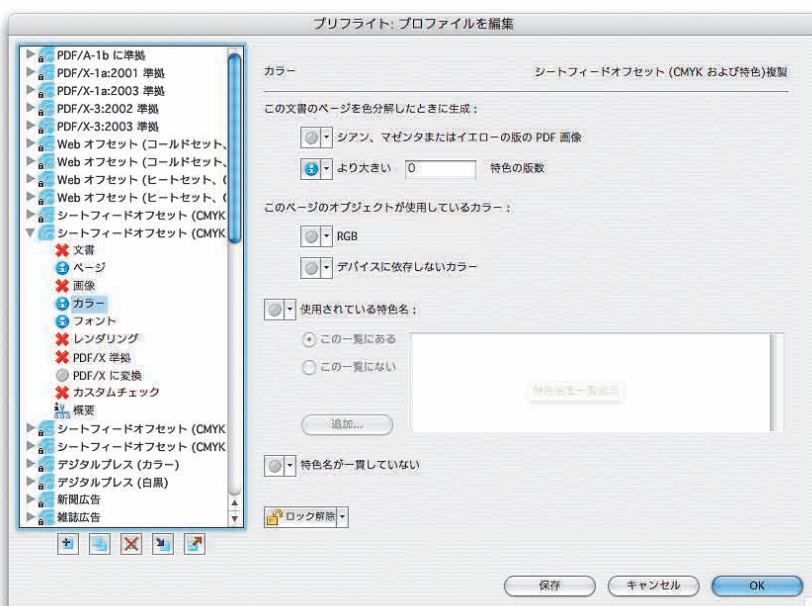 プリフライト: プロファイルを編集
PDF/A-1b に準拠
PDF/X-1a:2001 準拠
PDF/X-1a:2003 準拠
PDF/X-3:2002 準拠
PDF/X-3:2003 準拠
Web オフセット (コールドセット、
Web オフセット (コールドセット、
Web オフセット (ヒートセット、(
Web オフセット (ヒートセット、(
シートフィードオフセット (CMYK
シートフィードオフセット (CMYK
文書
ページ
画像
カラー
フォント
レンダリング
PDF/X 準拠
PDF/X に変換
カスタムチェック
概要
シートフィードオフセット (CMYK
シートフィードオフセット (CMYK
デジタルプレス (カラー)
デジタルプレス (白黒)
新聞広告
雑誌広告
カラー
シートフィードオフセット (CMYK および特色)複製
この文書のページを色分解したときに生成:
シアン、マゼンタまたはイエローの版の PDF 画像
より大きい 0 特色の版数
このページのオブジェクトが使用しているカラー:
RGB
デバイスに依存しないカラー
使用されている特色名:
この一覧にある
この一覧にない
特色名を一覧表示
追加...
特色名が一貫していない
ロック解除
保存
キャンセル
OK